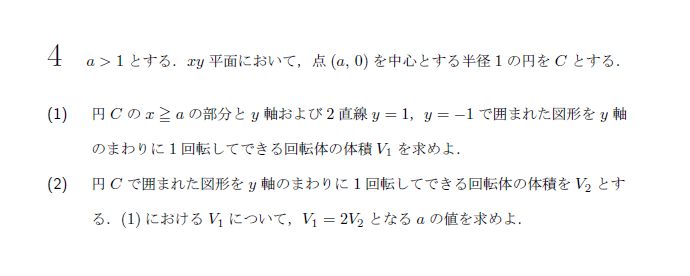 4 a > 1 とする．xy 平面において，点 (a, 0) を中心とする半径 1 の円を C とする．
(1) 円 C の x ≧ a の部分と y 軸および 2 直線 y = 1，y = −1 で囲まれた図形を y 軸
のまわりに 1 回転してできる回転体の体積 V₁ を求めよ．
(2) 円 C で囲まれた図形を y 軸のまわりに 1 回転してできる回転体の体積を V₂ とす
る．(1) における V₁ について，V₁ = 2V₂ となる a の値を求めよ．